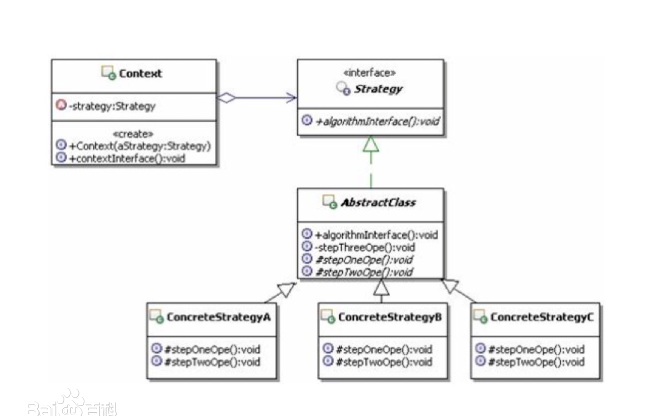 Context
-strategy:Strategy
«create»
+Context(aStrategy:Strategy)
+contextInterface():void
«interface»
Strategy
+algorithmInterface():void
AbstractClass
+algorithmInterface():void
-stepThreeOpe():void
#stepOneOpe():void
#stepTwoOpe():void
ConcreteStrategyA
#stepOneOpe():void
#stepTwoOpe():void
ConcreteStrategyB
#stepOneOpe():void
#stepTwoOpe():void
ConcreteStrategyC
#stepOneOpe():void
#stepTwoOpe():void
Bai百科